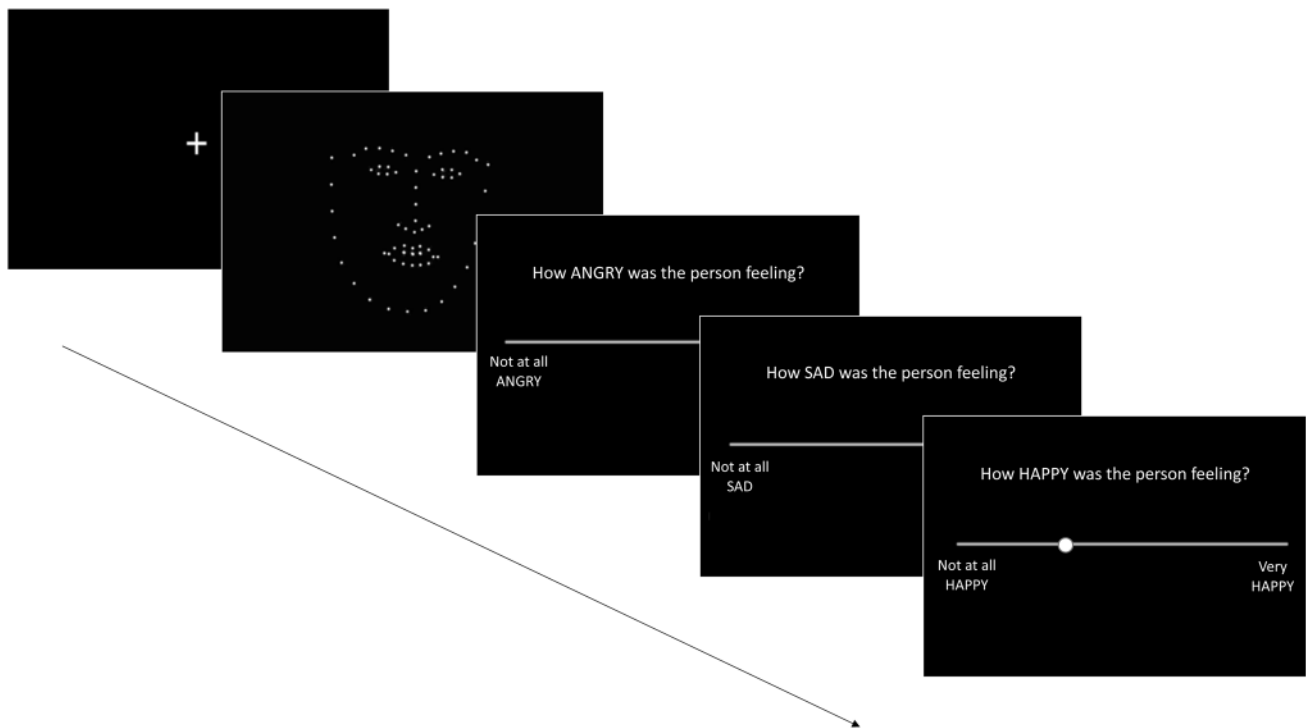 How ANGRY was the person feeling?
Not at all
ANGRY
How SAD was the person feeling?
Not at all
SAD
How HAPPY was the person feeling?
Not at all
HAPPY
Very
HAPPY